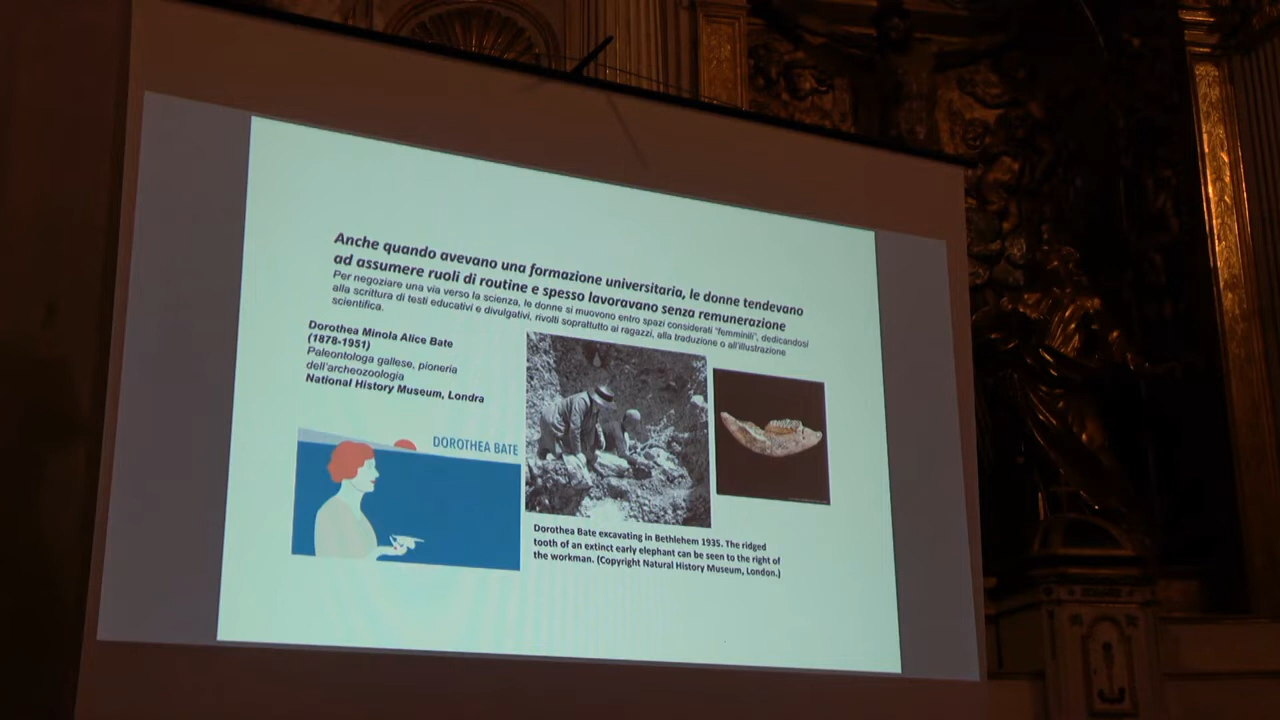 Anche quando avevano una formazione universitaria, le donne tendevano
ad assumere ruoli di routine e spesso lavoravano senza remunerazione
Per negoziare una via verso la scienza, le donne si muovono entro spazi considerati "femminili", dedicandosi
alla scrittura di testi educativi e divulgativi, rivolti soprattutto ai ragazzi, alla traduzione o all'illustrazione
scientifica.
Dorothea Minola Alice Bate
(1878-1951)
Paleontologa gallese, pioneria
dell'archeozoologia
National History Museum, Londra
DOROTHEA BATE
Dorothea Bate excavating in Bethlehem 1935. The ridged
tooth of an extinct early elephant can be seen to the right of
the workman. (Copyright Natural History Museum, London.)